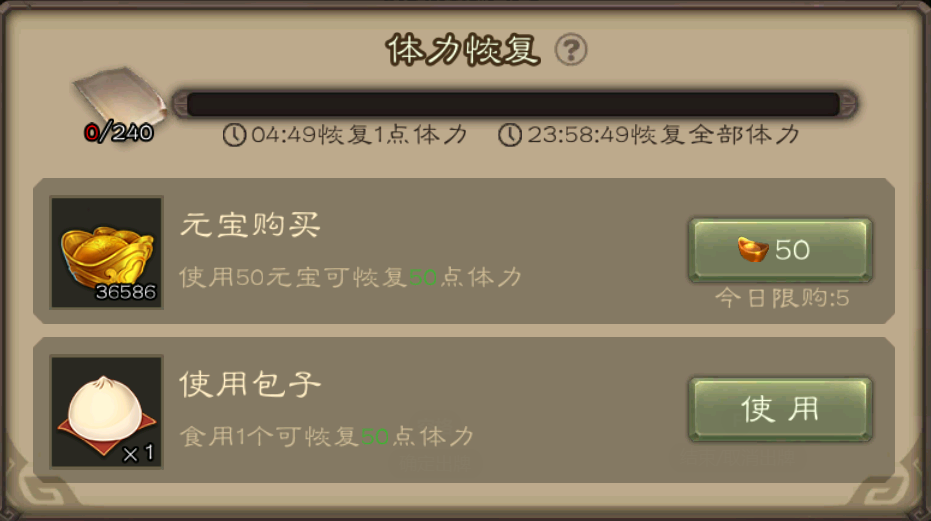 体力恢复 ?
0/240
04:49恢复1点体力 23:58:49恢复全部体力
元宝购买
36586
使用50元宝可恢复50点体力
50
今日限购:5
使用包子
×1
食用1个可恢复50点体力
使用